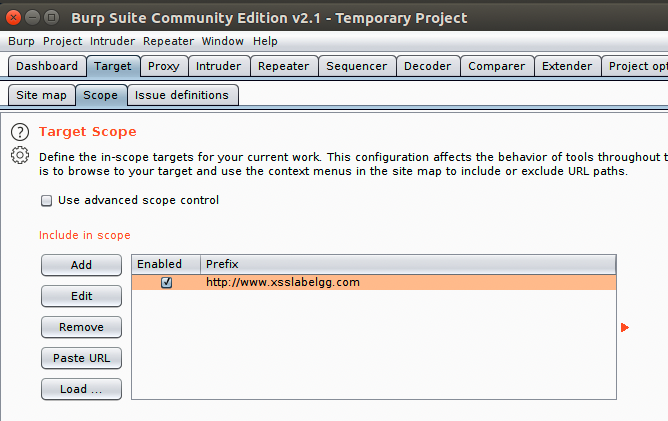 Burp Suite Community Edition v2.1 - Temporary Project
Burp Project Intruder Repeater Window Help
Dashboard Target Proxy Intruder Repeater Sequencer Decoder Comparer Extender Project opt
Site map Scope Issue definitions
? Target Scope
Define the in-scope targets for your current work. This configuration affects the behavior of tools throughout t
is to browse to your target and use the context menus in the site map to include or exclude URL paths.
Use advanced scope control
Include in scope
Add Enabled Prefix
http://www.xsslabelgg.com
Edit
Remove
Paste URL
Load ...